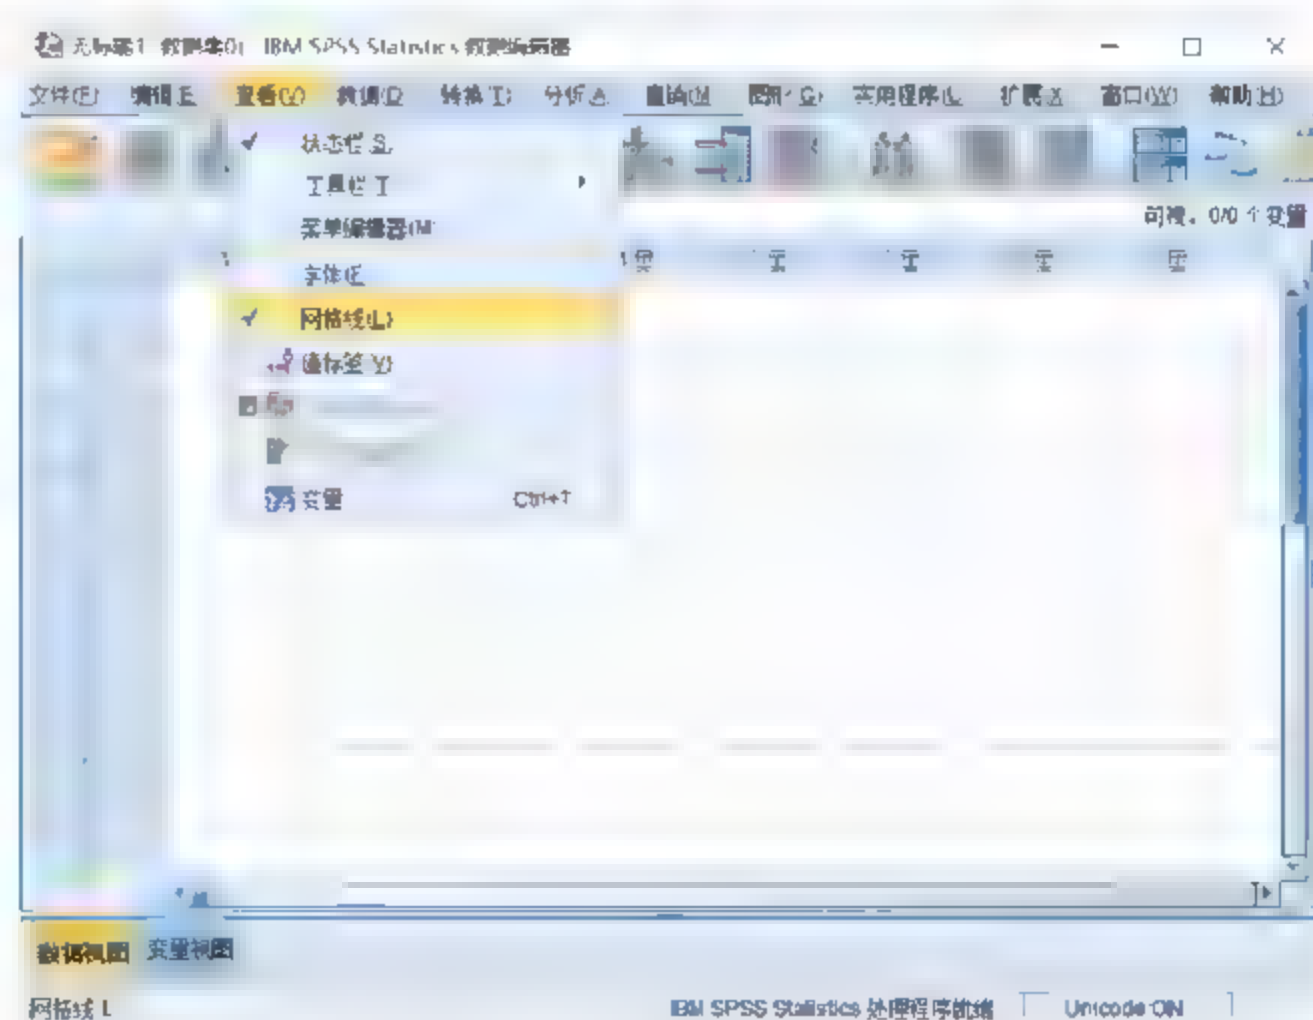 无标题1 [数据集0] - IBM SPSS Statistics 数据编辑器
文件(F) 编辑(E) 查看(V) 数据(D) 转换(T) 分析(A) 直销(M) 图形(G) 实用程序(U) 扩展(X) 窗口(W) 帮助(H)
状态栏(S)
工具栏(T)
菜单编辑器(M)
可视: 0/0 个变量
字体(F)
网格线(L)
值标签(V)
变量 Ctrl+T
数据视图 变量视图
网格线(L) IBM SPSS Statistics 处理程序就绪 Unicode:ON